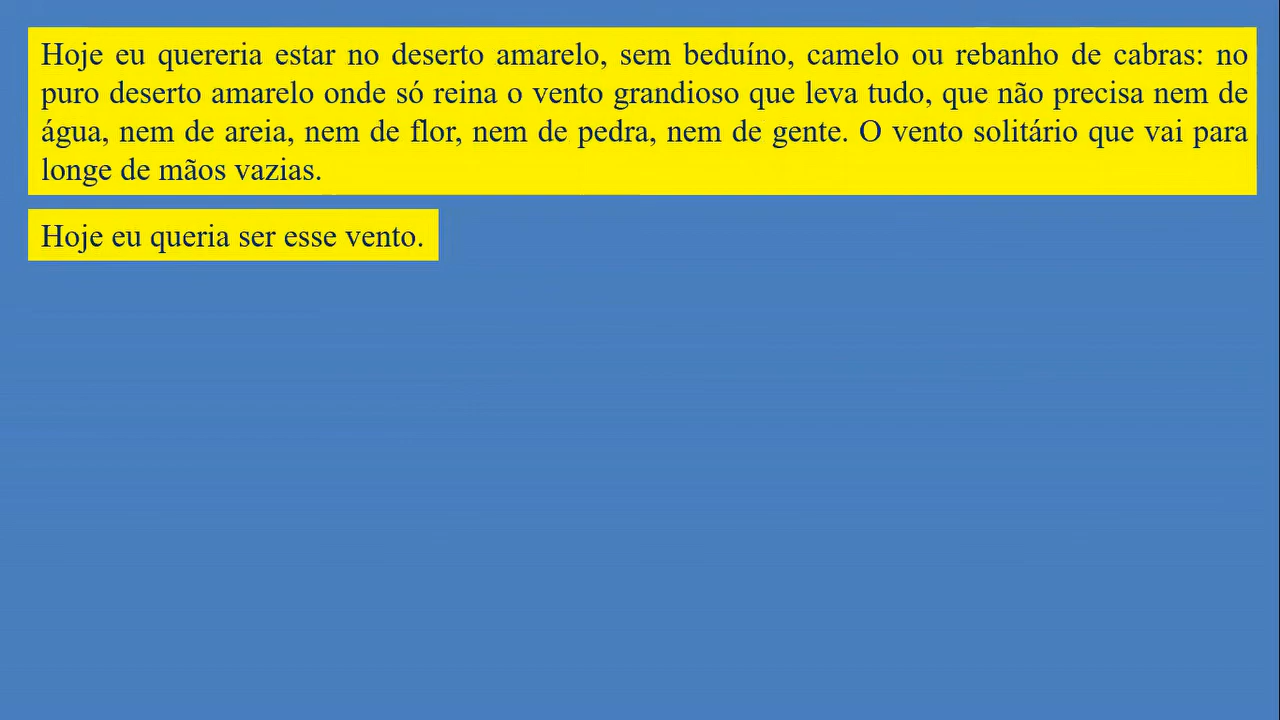 Hoje eu quereria estar no deserto amarelo, sem beduíno, camelo ou rebanho de cabras: no
puro deserto amarelo onde só reina o vento grandioso que leva tudo, que não precisa nem de
água, nem de areia, nem de flor, nem de pedra, nem de gente. O vento solitário que vai para
longe de mãos vazias.
Hoje eu queria ser esse vento.